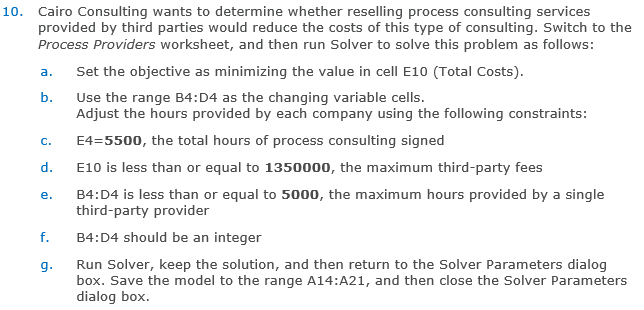 10. Cairo Consulting wants to determine whether reselling process consulting services
provided by third parties would reduce the costs of this type of consulting. Switch to the
Process Providers worksheet, and then run Solver to solve this problem as follows:
a. Set the objective as minimizing the value in cell E10 (Total Costs).
b. Use the range B4:D4 as the changing variable cells.
Adjust the hours provided by each company using the following constraints:
c. E4=5500, the total hours of process consulting signed
d. E10 is less than or equal to 1350000, the maximum third-party fees
e. B4:D4 is less than or equal to 5000, the maximum hours provided by a single
third-party provider
f. B4:D4 should be an integer
g. Run Solver, keep the solution, and then return to the Solver Parameters dialog
box. Save the model to the range A14:A21, and then close the Solver Parameters
dialog box.